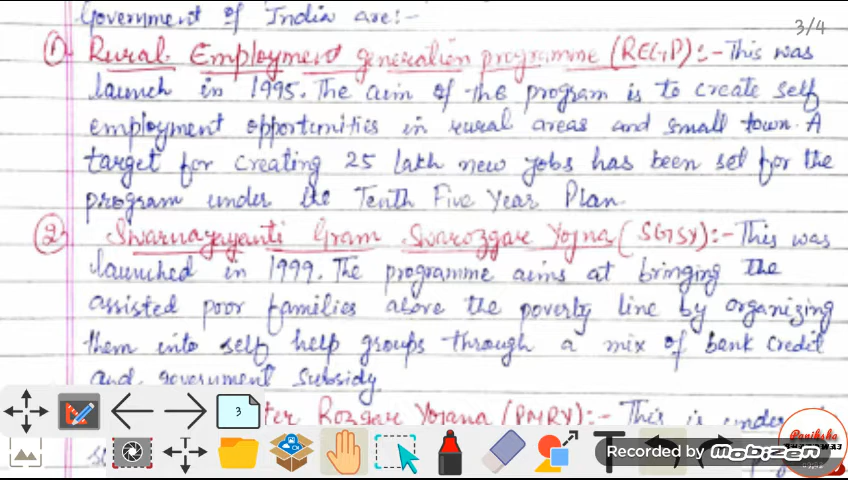 Government of India are:-
3/4
① Rural Employment generation programme (REGP):- This was
launch in 1995. The aim of the program is to create self
employment opportunities in rural areas and small town. A
target for creating 25 lakh new jobs has been set for the
program under the Tenth Five Year Plan.
② Swarnajayanti Gram Swarozgar Yojna (SGSY):- This was
launched in 1999. The programme aims at bringing the
assisted poor families above the poverty line by organizing
them into self help groups through a mix of bank credit
and government subsidy
ter Rozgar Yojana (PMRY):- This is under
3
T
Recorded by mobizen
Paniksha